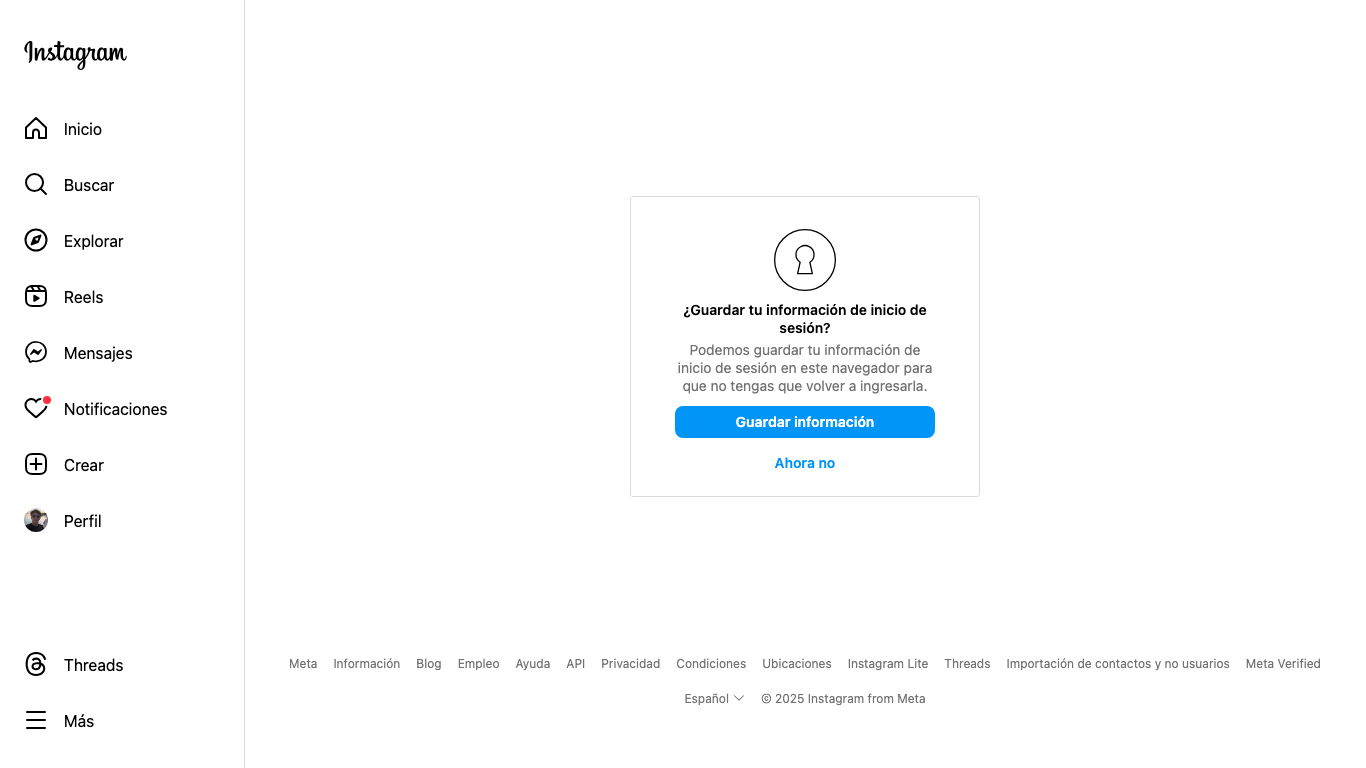 Instagram
Inicio
Buscar
Explorar
Reels
Mensajes
Notificaciones
Crear
Perfil
Threads
Más
¿Guardar tu información de inicio de
sesión?
Podemos guardar tu información de
inicio de sesión en este navegador para
que no tengas que volver a ingresarla.
Guardar información
Ahora no
Meta Información Blog Empleo Ayuda API Privacidad Condiciones Ubicaciones Instagram Lite Threads Importación de contactos y no usuarios Meta Verified
Español © 2025 Instagram from Meta